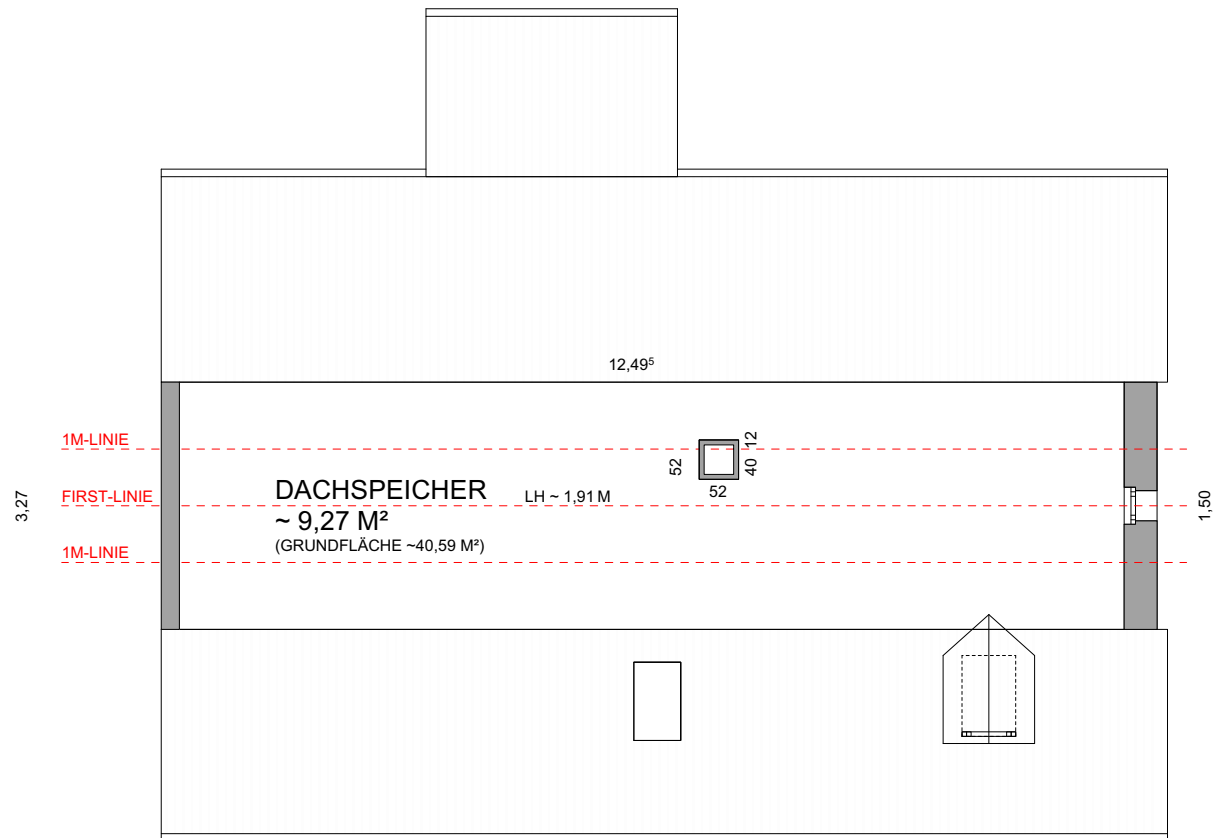 12,49⁵
1M-LINIE
12
52
40
52
3,27
FIRST-LINIE
DACHSPEICHER
LH ~ 1,91 M
~ 9,27 M²
(GRUNDFLÄCHE ~40,59 M²)
1,50
1M-LINIE